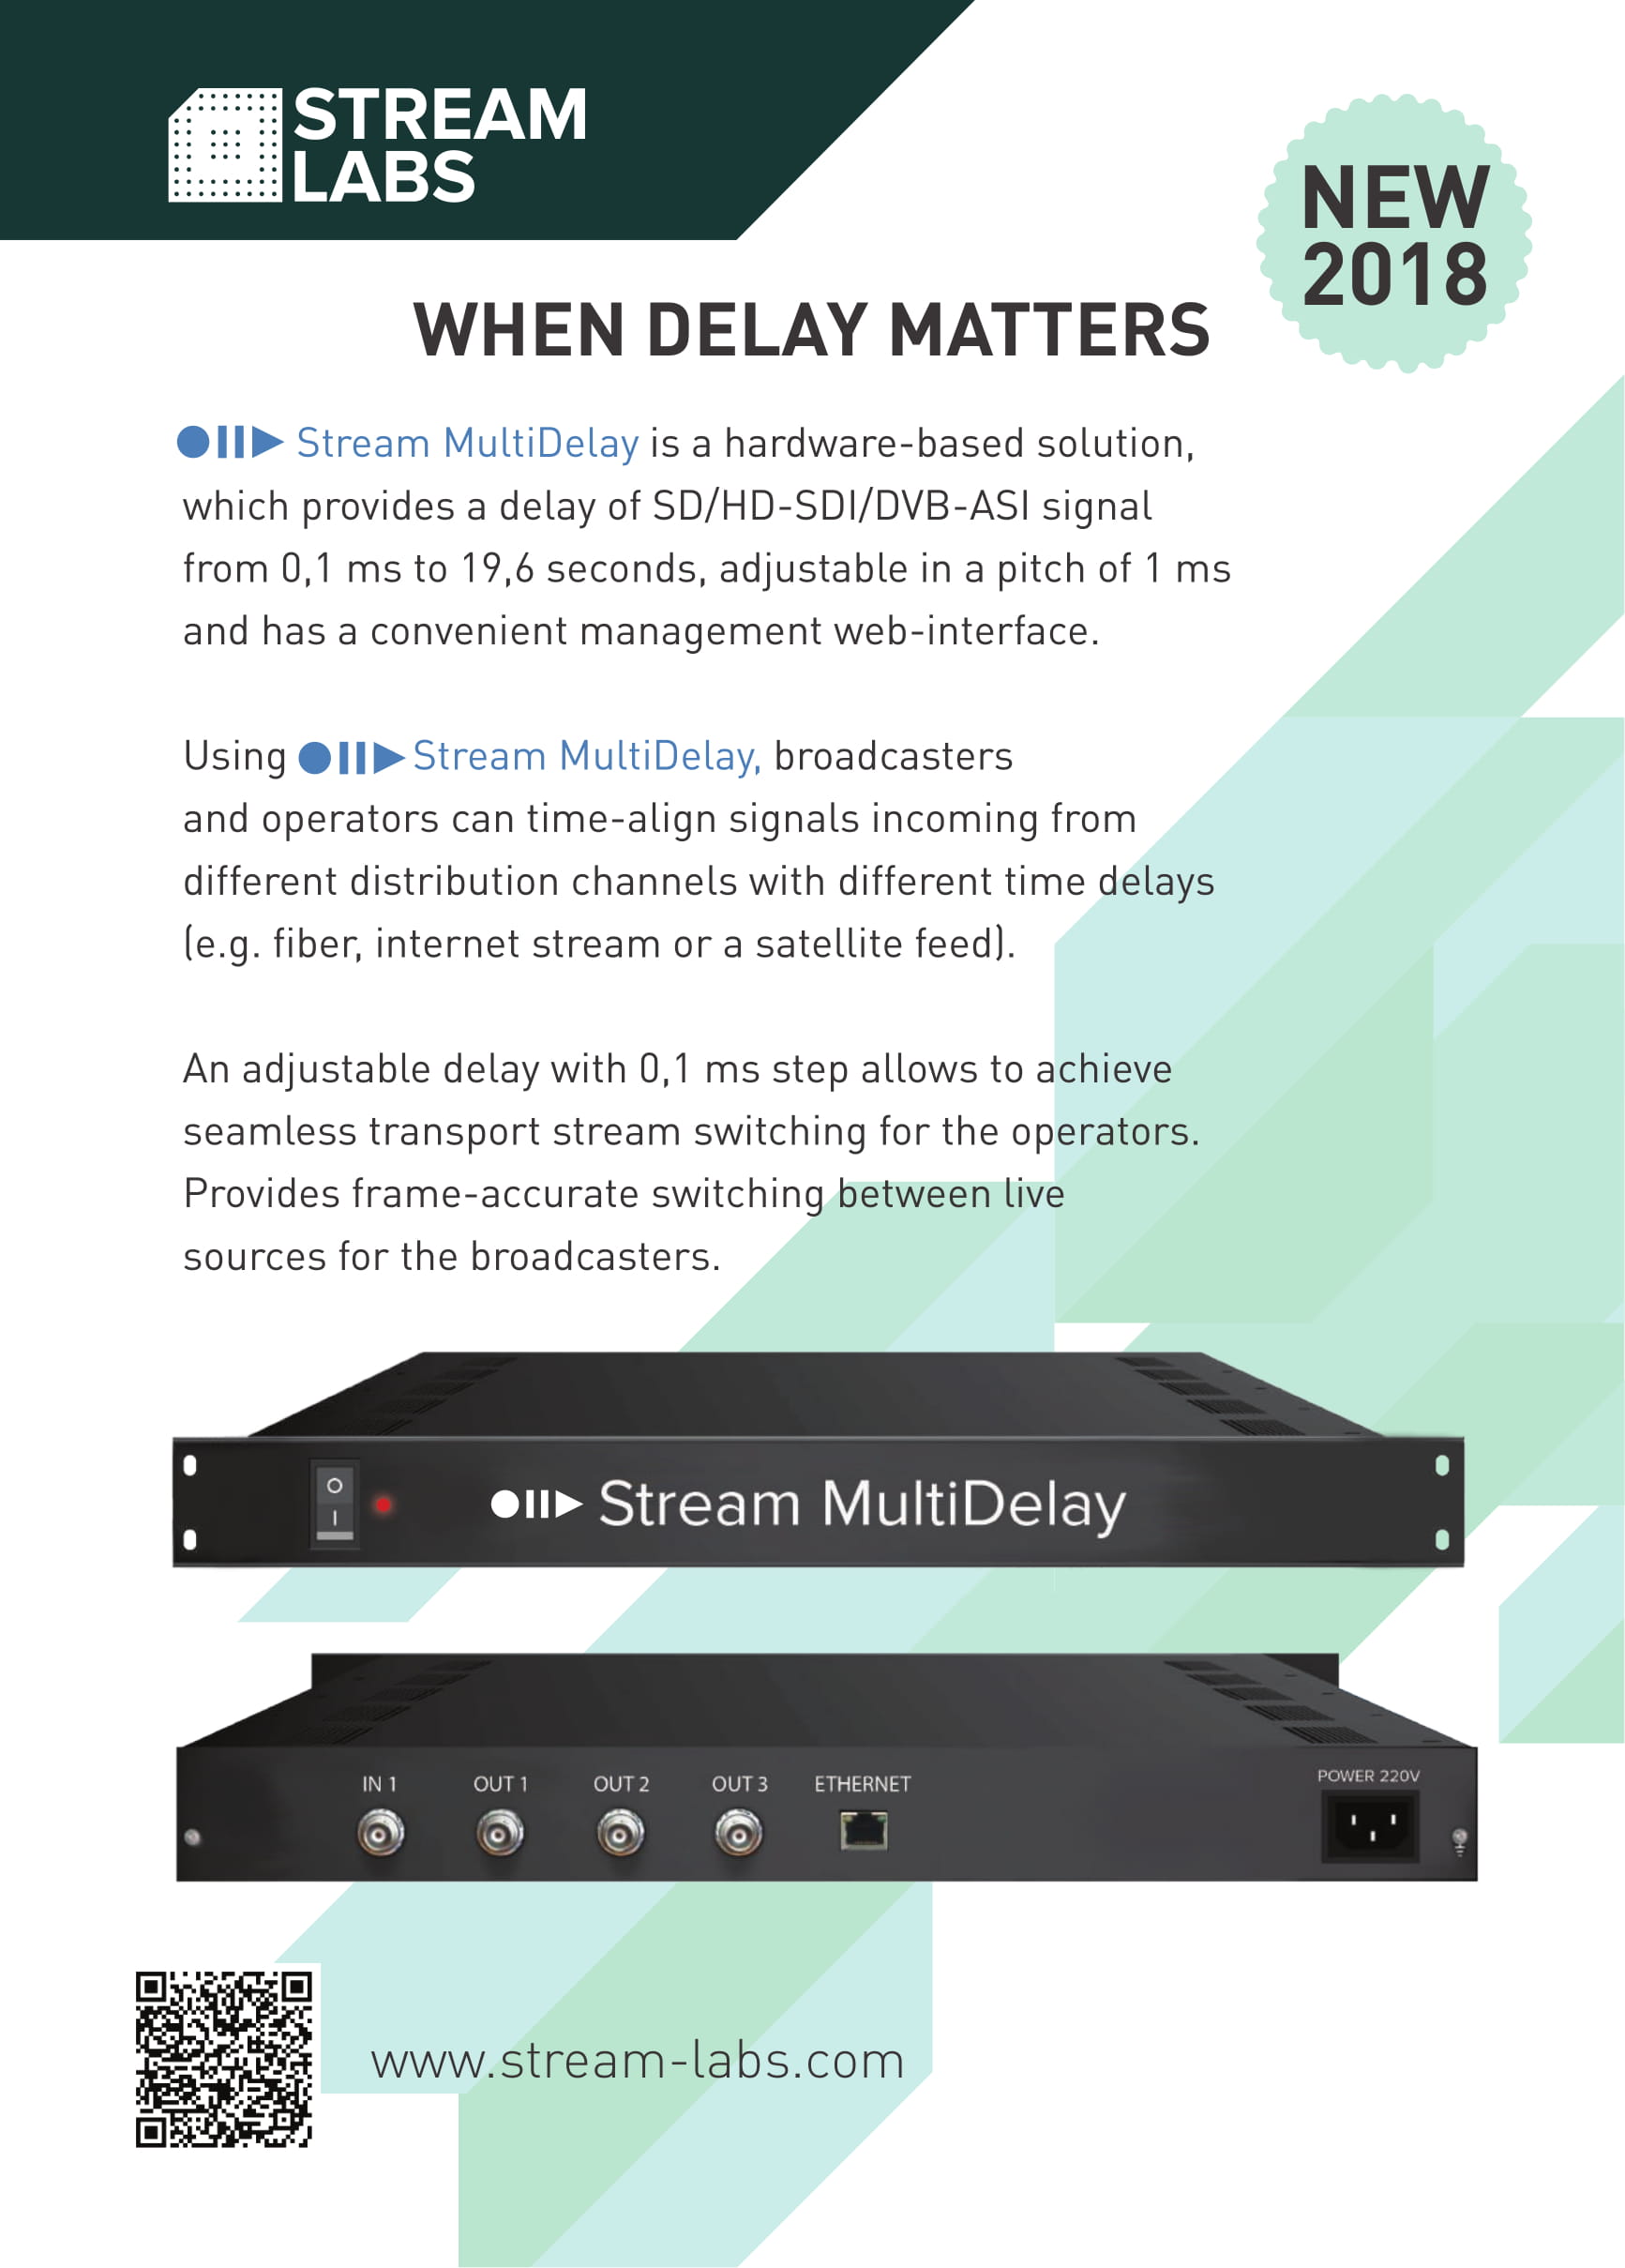 STREAM
LABS
NEW
2018
WHEN DELAY MATTERS
Stream MultiDelay is a hardware-based solution,
which provides a delay of SD/HD-SDI/DVB-ASI signal
from 0,1 ms to 19,6 seconds, adjustable in a pitch of 1 ms
and has a convenient management web-interface.
Using Stream MultiDelay, broadcasters
and operators can time-align signals incoming from
different distribution channels with different time delays
(e.g. fiber, internet stream or a satellite feed).
An adjustable delay with 0,1 ms step allows to achieve
seamless transport stream switching for the operators.
Provides frame-accurate switching between live
sources for the broadcasters.
Stream MultiDelay
IN 1 OUT 1 OUT 2 OUT 3 ETHERNET POWER 220V
www.stream-labs.com